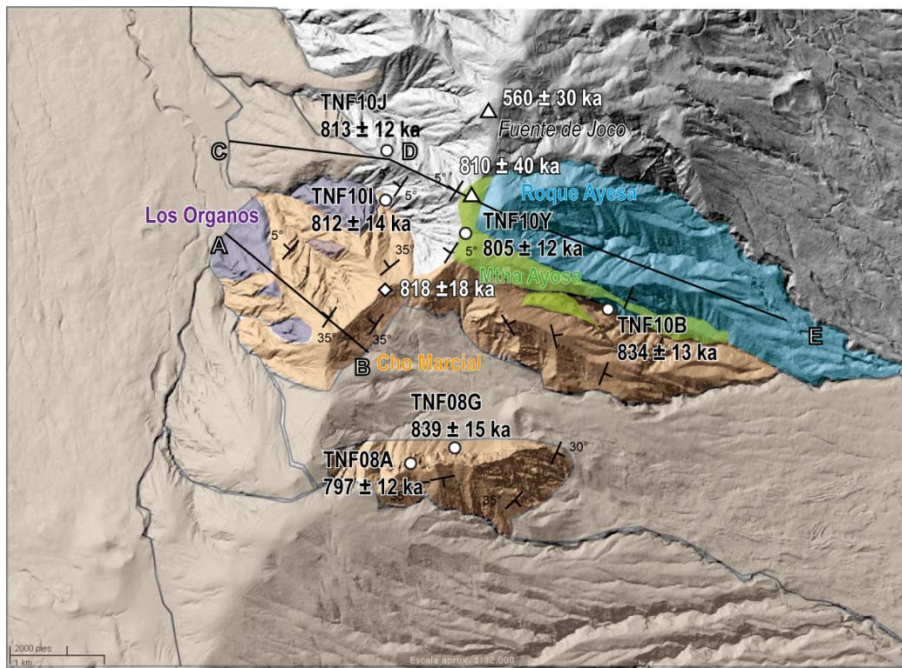 TNF10J
813 ± 12 ka
560 ± 30 ka
Fuente de Joco
C
D
5°
810 ± 40 ka
Roque Ayesa
5°
TNF10I
812 ± 14 ka
Los Organos
A
TNF10Y
805 ± 12 ka
5°
5°
35°
Mtña Ayosa
818 ±18 ka
TNF10B
834 ± 13 ka
E
35°
35°
B
Cho Marcial
TNF08G
839 ± 15 ka
TNF08A
797 ± 12 ka
30°
35°
2000 pies
1 km
Escala aprox. 1:32.000